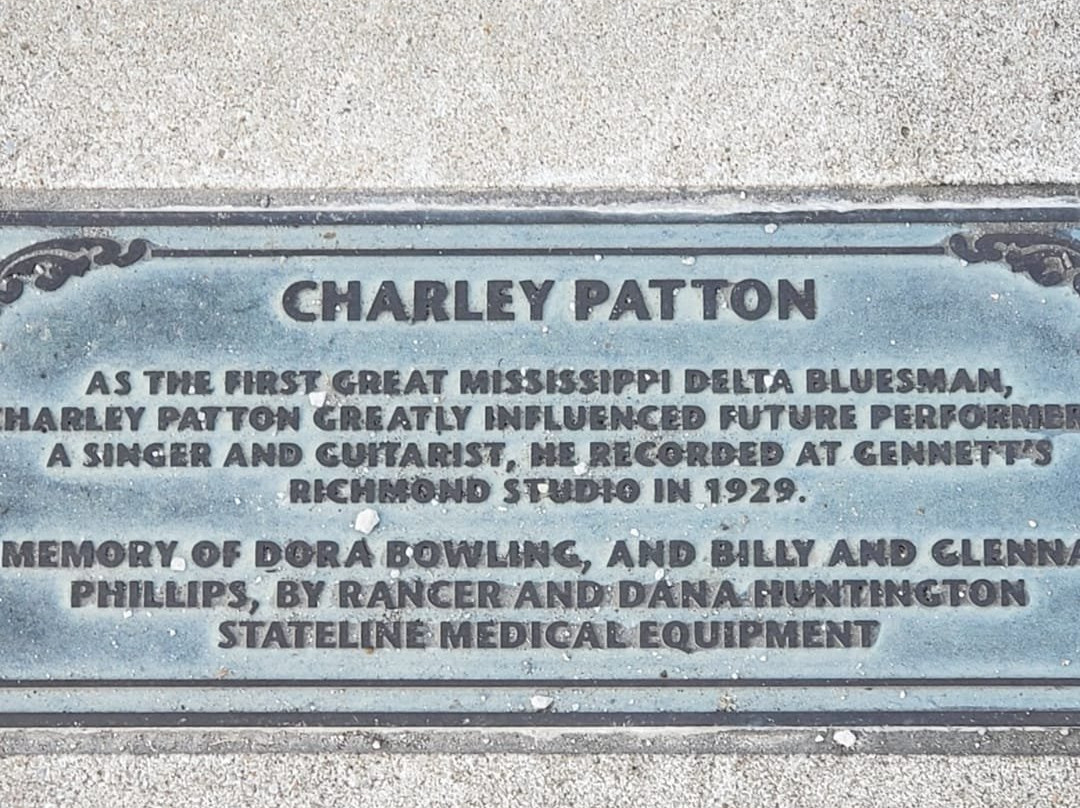 CHARLEY PATTON
AS THE FIRST GREAT MISSISSIPPI DELTA BLUESMAN,
CHARLEY PATTON GREATLY INFLUENCED FUTURE PERFORMER
A SINGER AND GUITARIST, HE RECORDED AT GENNETT'S
RICHMOND STUDIO IN 1929.
MEMORY OF DORA BOWLING, AND BILLY AND GLENNA
PHILLIPS, BY RANCER AND DANA HUNTINGTON
STATELINE MEDICAL EQUIPMENT